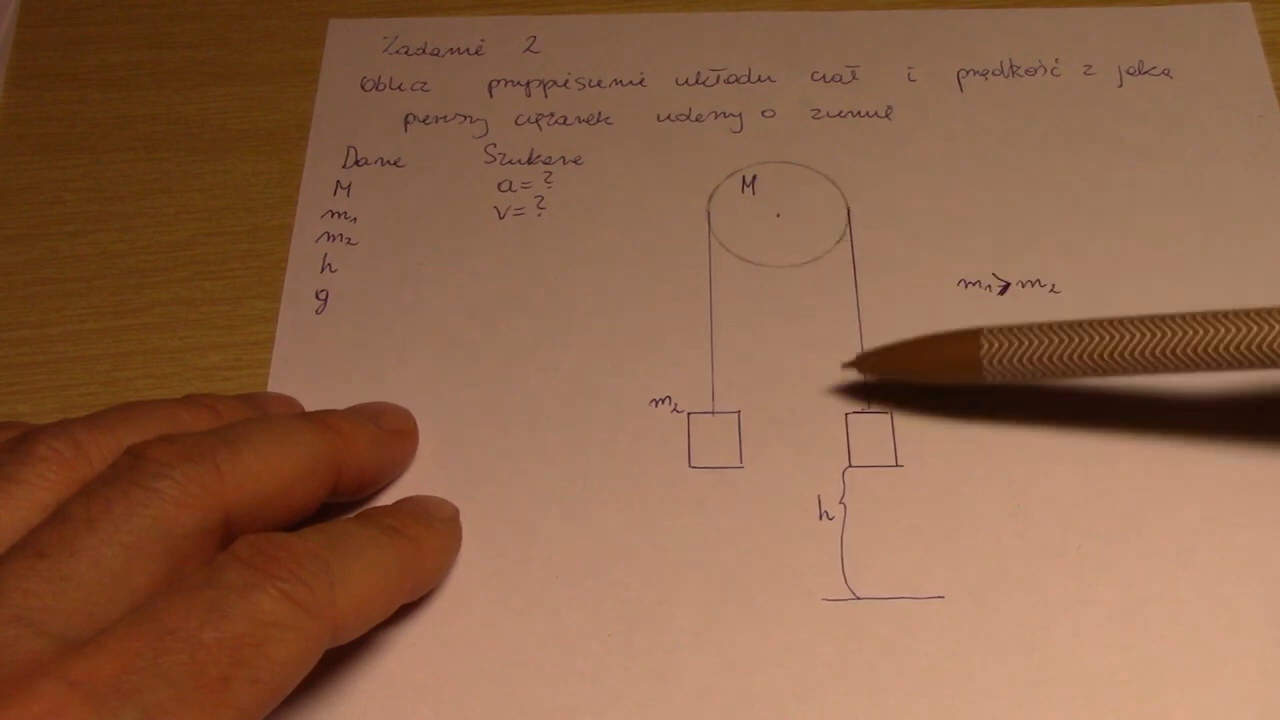 Zadanie 2
Oblicz przyspieszenie układu ciał i prędkość z jaką
pierwszy ciężarek uderzy o ziemię
Dane Szukane
M a=?
m₁ v=?
m₂
h
g
M
m₁>m₂
m₂
h